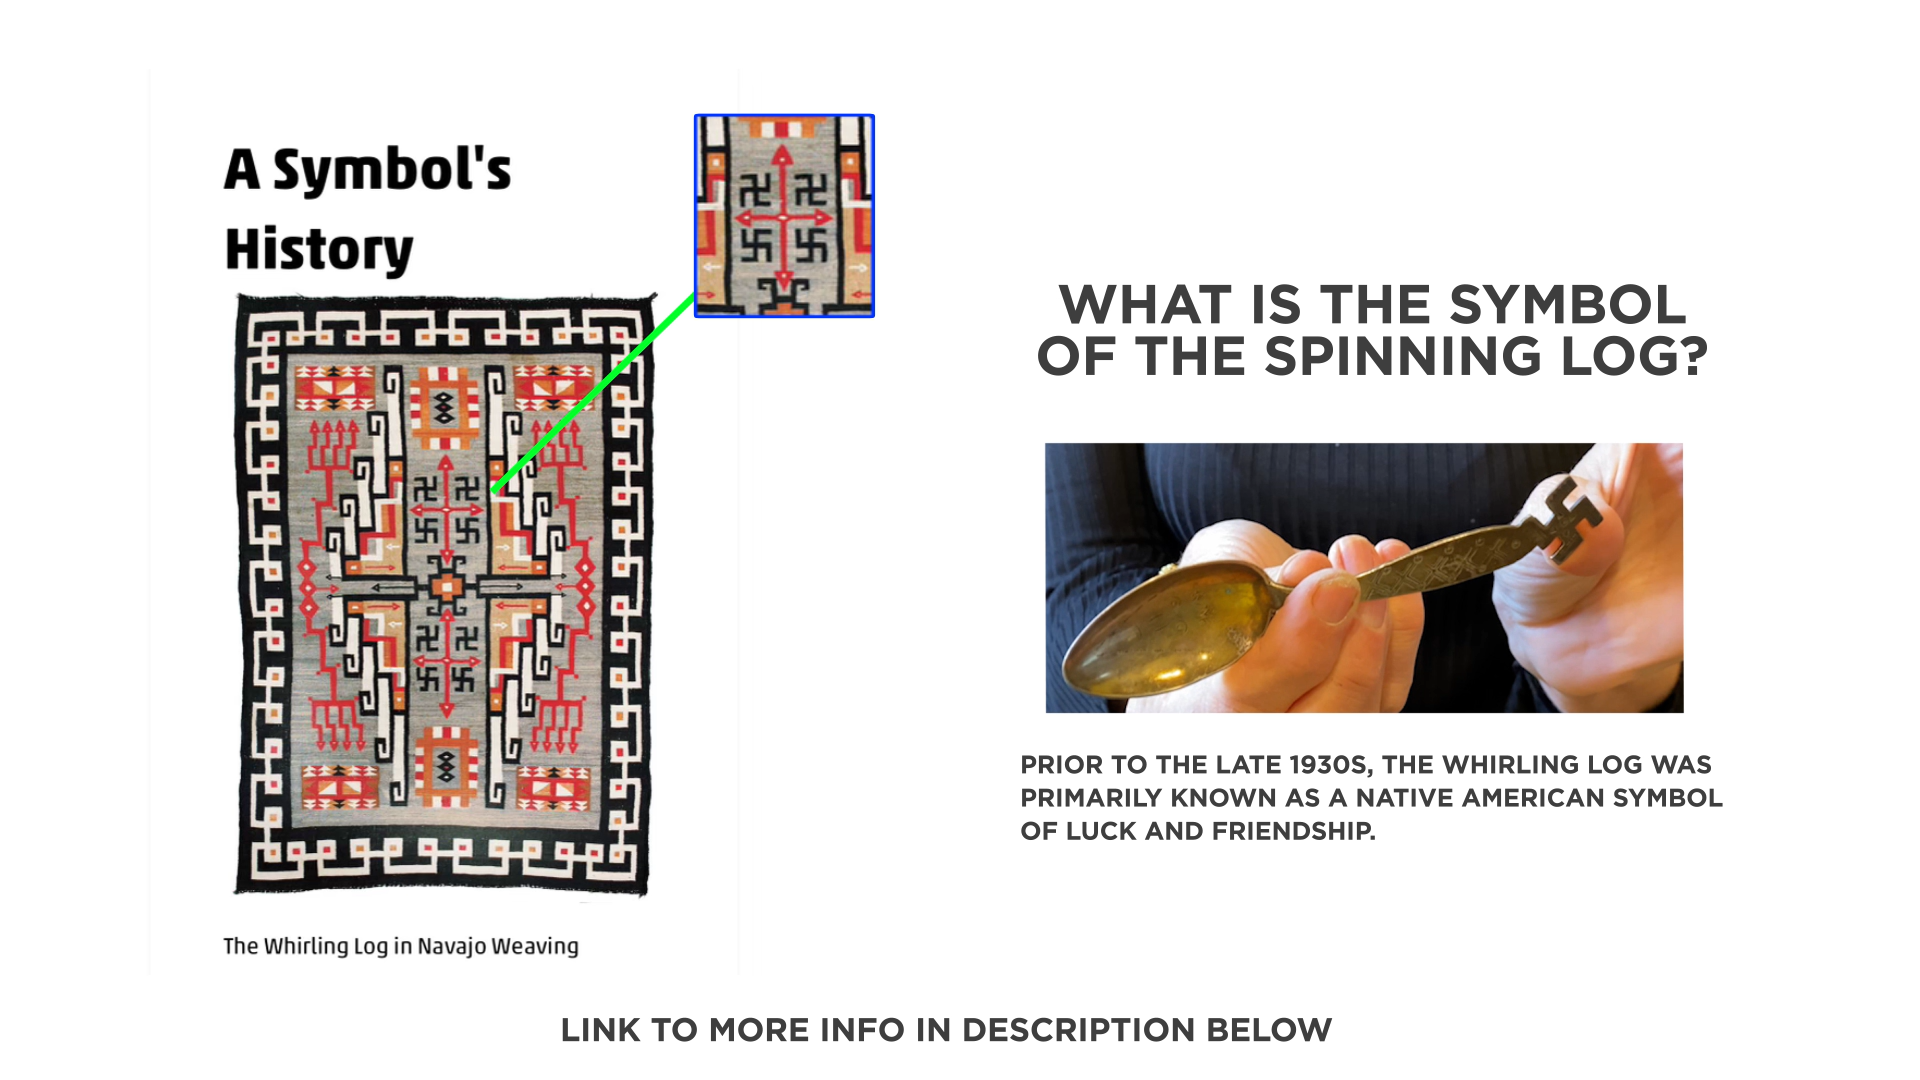 A Symbol's
History
The Whirling Log in Navajo Weaving
WHAT IS THE SYMBOL
OF THE SPINNING LOG?
PRIOR TO THE LATE 1930S, THE WHIRLING LOG WAS
PRIMARILY KNOWN AS A NATIVE AMERICAN SYMBOL
OF LUCK AND FRIENDSHIP.
LINK TO MORE INFO IN DESCRIPTION BELOW